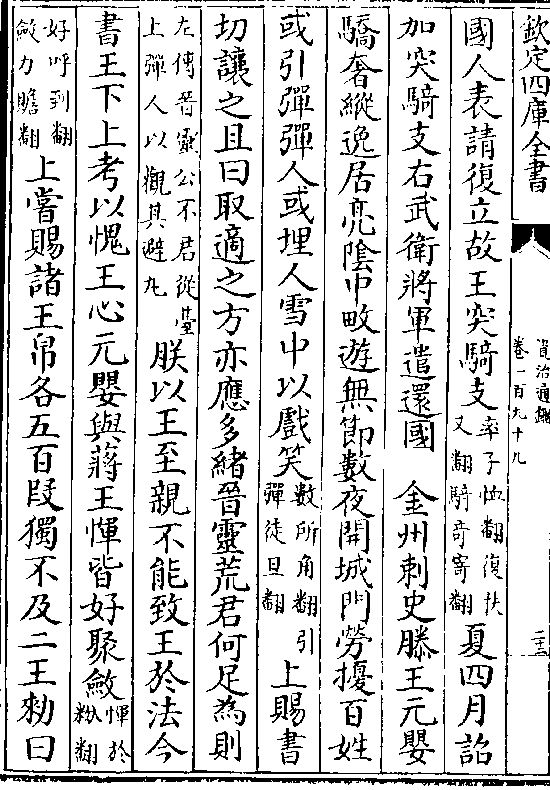 欽定四庫全書
資治通鑑
卷一百九十九
二十三
國人表請復立故王突騎支率子恤翻復扶又翻騎奇寄翻夏四月詔
加突騎支右武衛將軍遣還國　金州刺史滕王元嬰
驕奢縱逸居亮隂中畋遊無節數夜開城門勞擾百姓
或引彈彈人或埋人雪中以戲笑數所角翻引彈徒旦翻上賜書
切讓之且曰取適之方亦應多緒晉靈荒君何足為則
左傳晉靈公不君從臺上彈人以觀其避丸朕以王至親不能致王於法今
書王下上考以愧王心元嬰與蔣王惲皆好聚斂惲於粉翻
好呼到翻斂力贍翻上嘗賜諸王帛各五百段獨不及二王勑曰